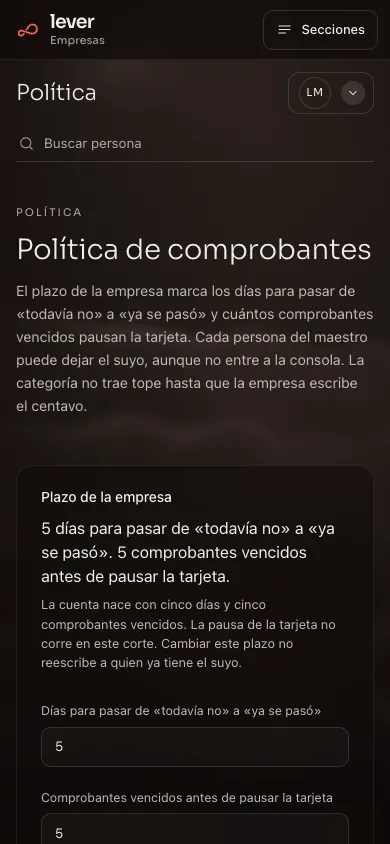 lever
Empresas
Secciones
Política
LM
Buscar persona
POLÍTICA
Política de comprobantes
El plazo de la empresa marca los días para pasar de
«todavía no» a «ya se pasó» y cuántos comprobantes
vencidos pausan la tarjeta. Cada persona del maestro
puede dejar el suyo, aunque no entre a la consola. La
categoría no trae tope hasta que la empresa escribe
el centavo.
Plazo de la empresa
5 días para pasar de «todavía no» a «ya
se pasó». 5 comprobantes vencidos
antes de pausar la tarjeta.
La cuenta nace con cinco días y cinco
comprobantes vencidos. La pausa de la tarjeta no
corre en este corte. Cambiar este plazo no
reescribe a quien ya tiene el suyo.
Días para pasar de «todavía no» a «ya se pasó»
5
Comprobantes vencidos antes de pausar la tarjeta
5